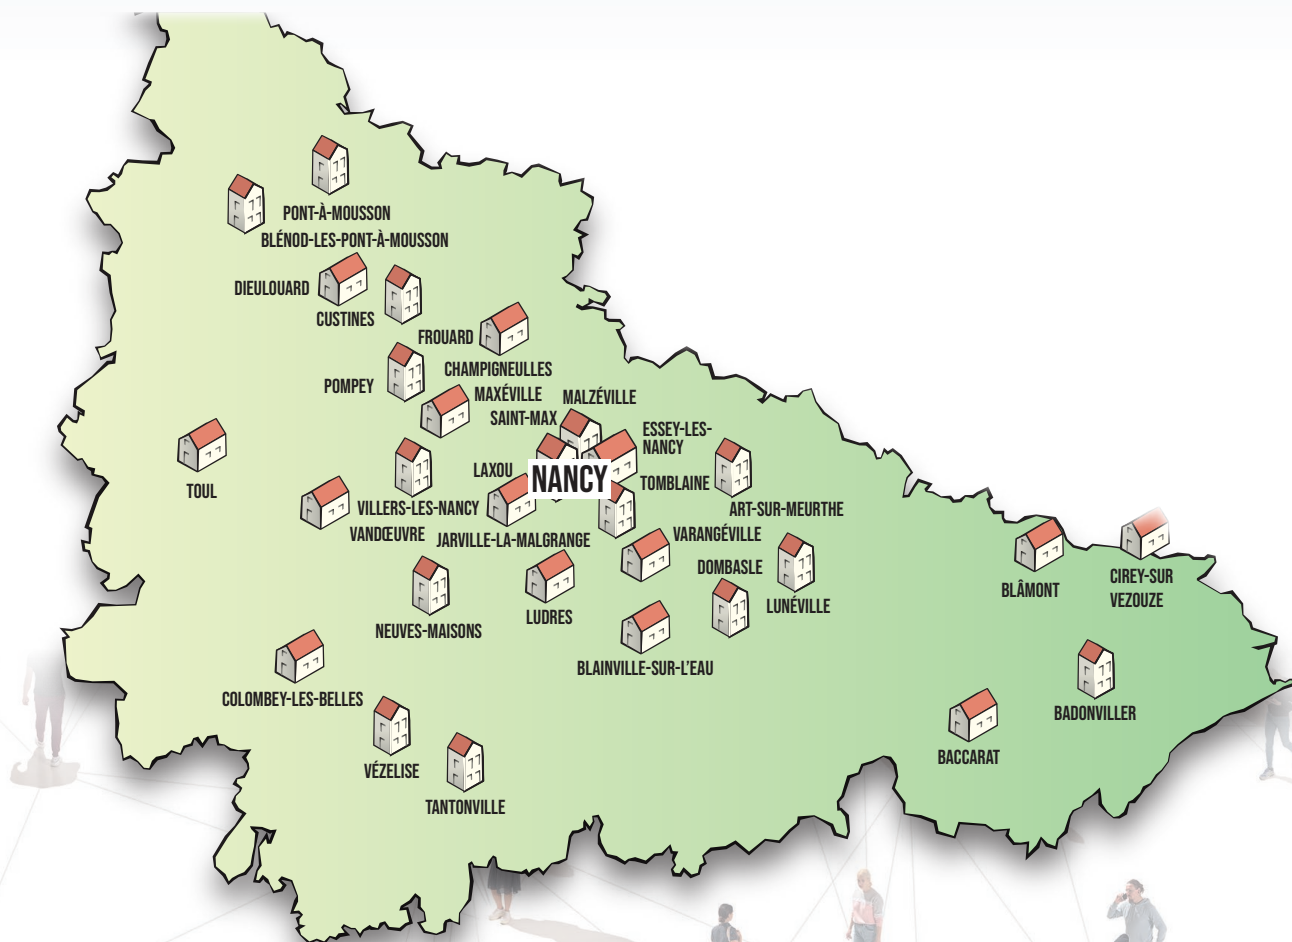 PONT-À-MOUSSON
BLÉNOD-LES-PONT-À-MOUSSON
DIEULOUARD
CUSTINES
FROUARD
CHAMPIGNEULLES
POMPEY
MAXÉVILLE
MALZÉVILLE
SAINT-MAX
ESSEY-LES-
NANCY
LAXOU
NANCY
TOMBLAINE
TOUL
VILLERS-LES-NANCY
ART-SUR-MEURTHE
VANDŒUVRE
JARVILLE-LA-MALGRANGE
VARANGÉVILLE
DOMBASLE
LUNÉVILLE
BLÂMONT
CIREY-SUR
VEZOUZE
NEUVES-MAISONS
LUDRES
BLAINVILLE-SUR-L'EAU
COLOMBEY-LES-BELLES
BADONVILLER
BACCARAT
VÉZELISE
TANTONVILLE